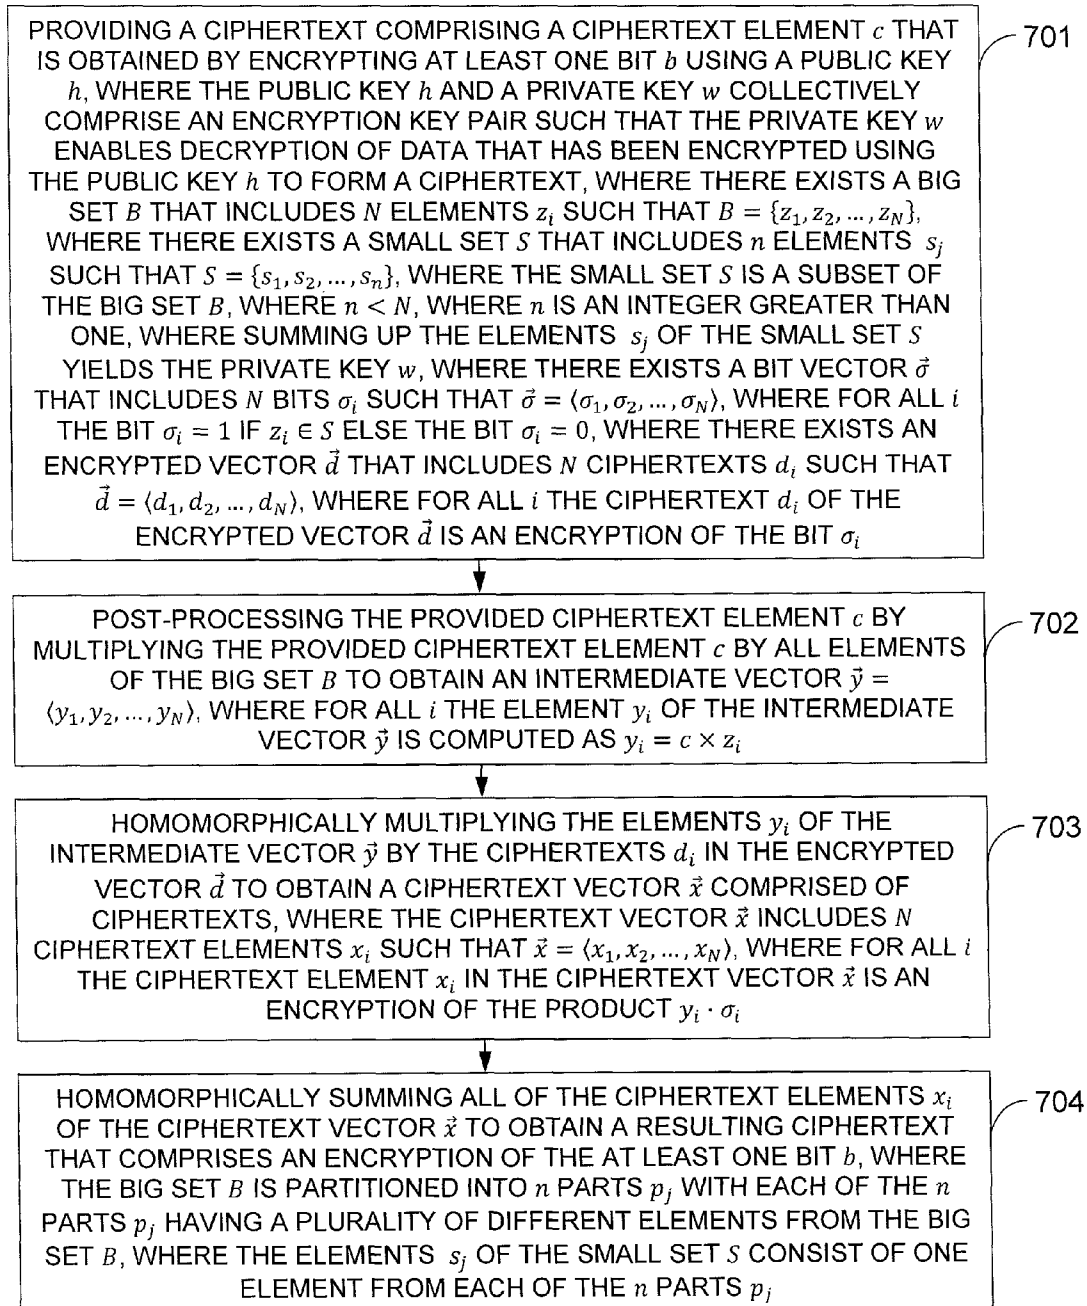 PROVIDING A CIPHERTEXT COMPRISING A CIPHERTEXT ELEMENT c THAT
IS OBTAINED BY ENCRYPTING AT LEAST ONE BIT b USING A PUBLIC KEY
h, WHERE THE PUBLIC KEY h AND A PRIVATE KEY w COLLECTIVELY
COMPRISE AN ENCRYPTION KEY PAIR SUCH THAT THE PRIVATE KEY w
ENABLES DECRYPTION OF DATA THAT HAS BEEN ENCRYPTED USING
THE PUBLIC KEY h TO FORM A CIPHERTEXT, WHERE THERE EXISTS A BIG
SET B THAT INCLUDES N ELEMENTS z_i SUCH THAT B = {z_1, z_2, ..., z_N},
WHERE THERE EXISTS A SMALL SET S THAT INCLUDES n ELEMENTS s_j
SUCH THAT S = {s_1, s_2, ..., s_n}, WHERE THE SMALL SET S IS A SUBSET OF
THE BIG SET B, WHERE n < N, WHERE n IS AN INTEGER GREATER THAN
ONE, WHERE SUMMING UP THE ELEMENTS s_j OF THE SMALL SET S
YIELDS THE PRIVATE KEY w, WHERE THERE EXISTS A BIT VECTOR σ⃗
THAT INCLUDES N BITS σ_i SUCH THAT σ⃗ = ⟨σ_1, σ_2, ..., σ_N⟩, WHERE FOR ALL i
THE BIT σ_i = 1 IF z_i ∈ S ELSE THE BIT σ_i = 0, WHERE THERE EXISTS AN
ENCRYPTED VECTOR d⃗ THAT INCLUDES N CIPHERTEXTS d_i SUCH THAT
d⃗ = ⟨d_1, d_2, ..., d_N⟩, WHERE FOR ALL i THE CIPHERTEXT d_i OF THE
ENCRYPTED VECTOR d⃗ IS AN ENCRYPTION OF THE BIT σ_i
701
POST-PROCESSING THE PROVIDED CIPHERTEXT ELEMENT c BY
MULTIPLYING THE PROVIDED CIPHERTEXT ELEMENT c BY ALL ELEMENTS
OF THE BIG SET B TO OBTAIN AN INTERMEDIATE VECTOR y⃗ =
⟨y_1, y_2, ..., y_N⟩, WHERE FOR ALL i THE ELEMENT y_i OF THE INTERMEDIATE
VECTOR y⃗ IS COMPUTED AS y_i = c × z_i
702
HOMOMORPHICALLY MULTIPLYING THE ELEMENTS y_i OF THE
INTERMEDIATE VECTOR y⃗ BY THE CIPHERTEXTS d_i IN THE ENCRYPTED
VECTOR d⃗ TO OBTAIN A CIPHERTEXT VECTOR x⃗ COMPRISED OF
CIPHERTEXTS, WHERE THE CIPHERTEXT VECTOR x⃗ INCLUDES N
CIPHERTEXT ELEMENTS x_i SUCH THAT x⃗ = ⟨x_1, x_2, ..., x_N⟩, WHERE FOR ALL i
THE CIPHERTEXT ELEMENT x_i IN THE CIPHERTEXT VECTOR x⃗ IS AN
ENCRYPTION OF THE PRODUCT y_i · σ_i
703
HOMOMORPHICALLY SUMMING ALL OF THE CIPHERTEXT ELEMENTS x_i
OF THE CIPHERTEXT VECTOR x⃗ TO OBTAIN A RESULTING CIPHERTEXT
THAT COMPRISES AN ENCRYPTION OF THE AT LEAST ONE BIT b, WHERE
THE BIG SET B IS PARTITIONED INTO n PARTS p_j WITH EACH OF THE n
PARTS p_j HAVING A PLURALITY OF DIFFERENT ELEMENTS FROM THE BIG
SET B, WHERE THE ELEMENTS s_j OF THE SMALL SET S CONSIST OF ONE
ELEMENT FROM EACH OF THE n PARTS p_j
704